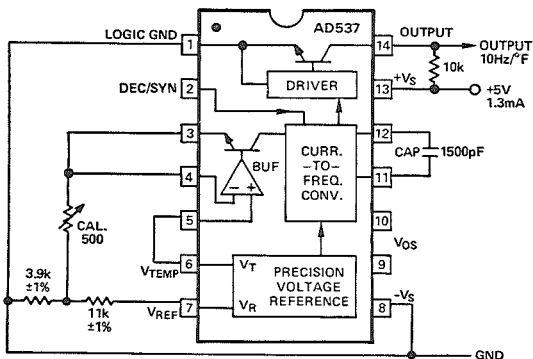 AD537
LOGIC GND
1
14
OUTPUT
OUTPUT
10Hz/°F
DEC/SYN
2
DRIVER
13
+VS
10k
+5V
1.3mA
3
BUF
CURR.
-TO-
FREQ.
CONV.
12
CAP
1500pF
4
- +
11
CAL.
500
5
10
VOS
VTEMP
6
VT
PRECISION
VOLTAGE
REFERENCE
9
3.9k
±1%
11k
±1%
VREF
7
VR
8
-VS
GND